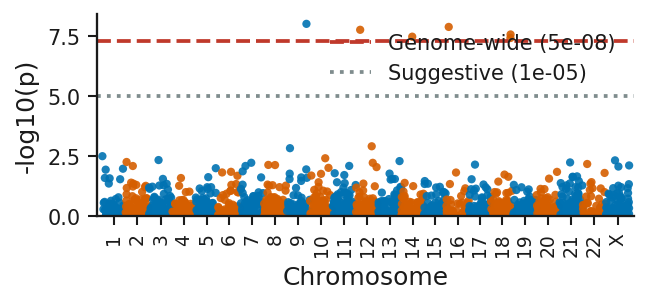 7.5
5.0
2.5
0.0
-log10(p)
Genome-wide (5e-08)
Suggestive (1e-05)
1 2 3 4 5 6 7 8 9 10 11 12 13 14 15 16 17 18 19 20 21 22 X
Chromosome